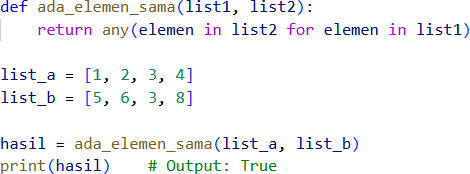 def ada_elemen_sama(list1, list2):
    return any(elemen in list2 for elemen in list1)

list_a = [1, 2, 3, 4]
list_b = [5, 6, 3, 8]

hasil = ada_elemen_sama(list_a, list_b)
print(hasil)    # Output: True